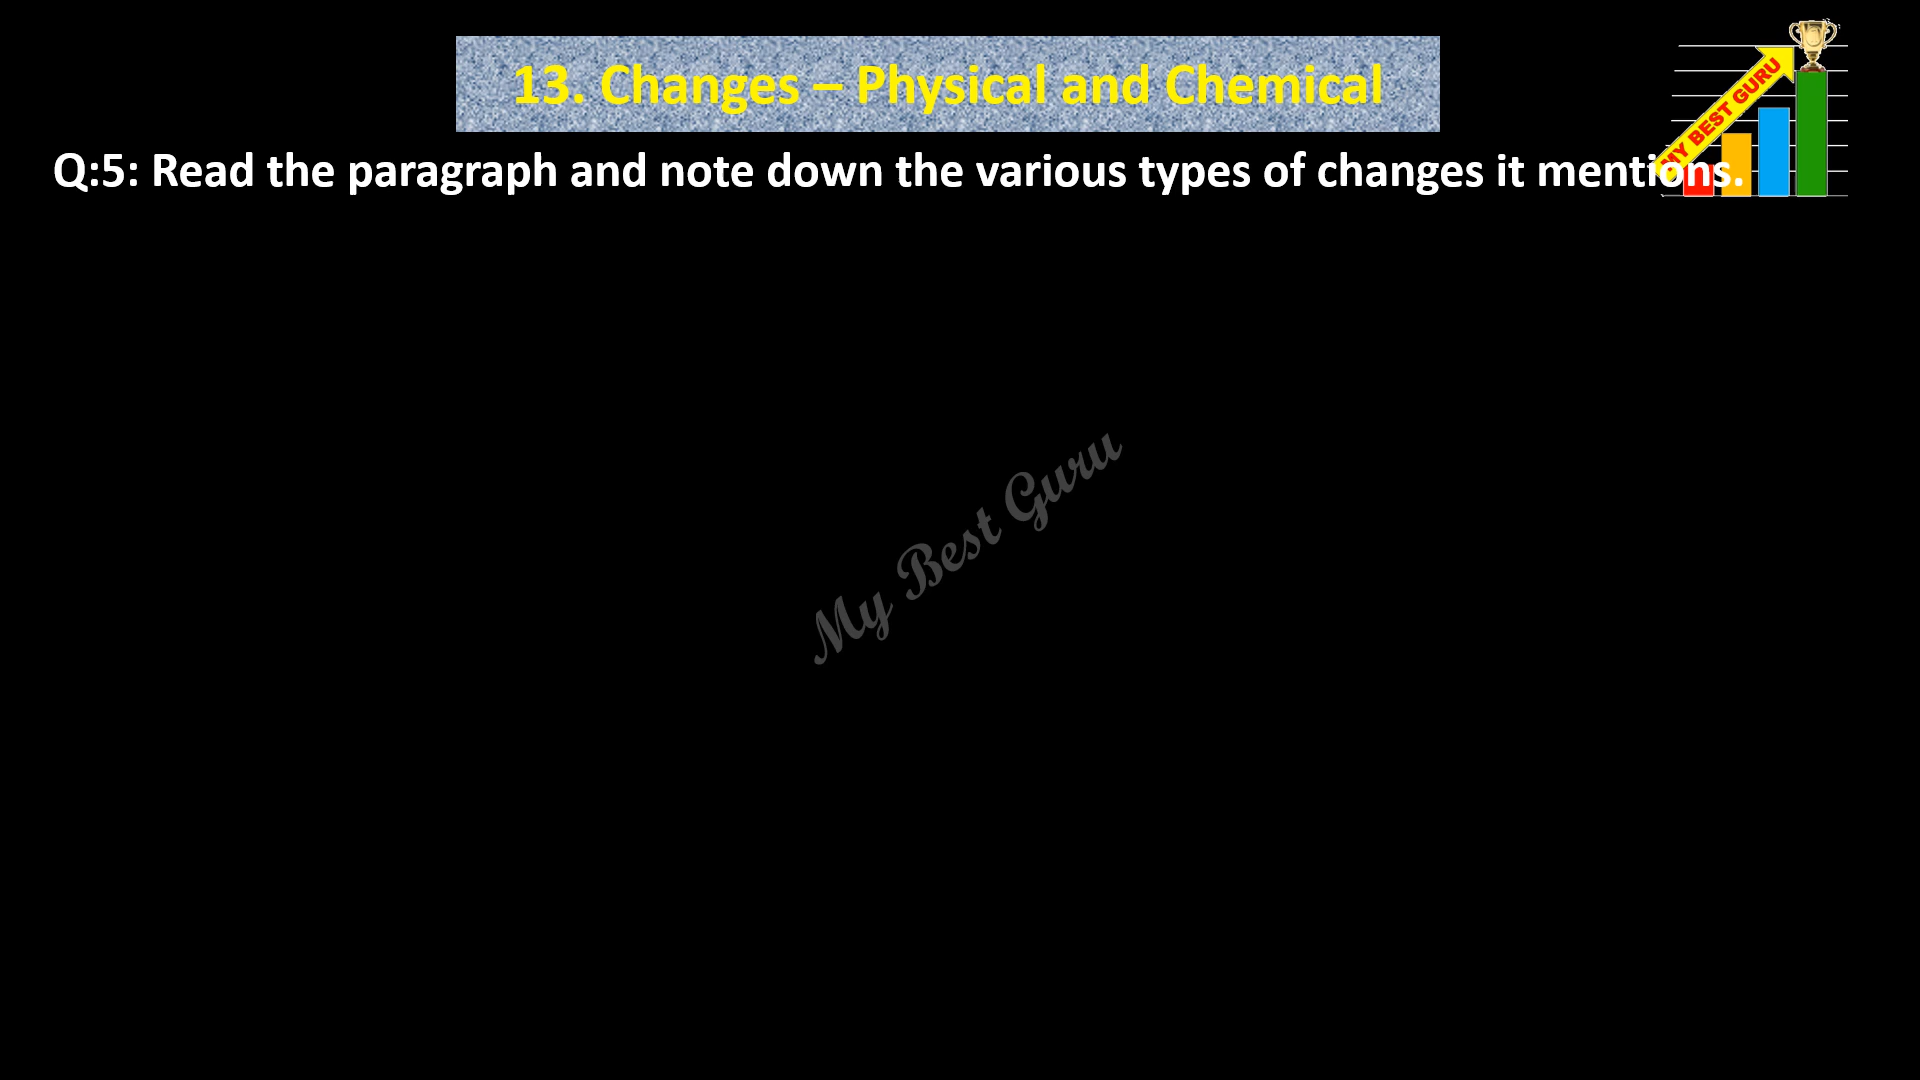 13. Changes – Physical and Chemical
MY BEST GURU
Q:5: Read the paragraph and note down the various types of changes it mentions.
My Best Guru